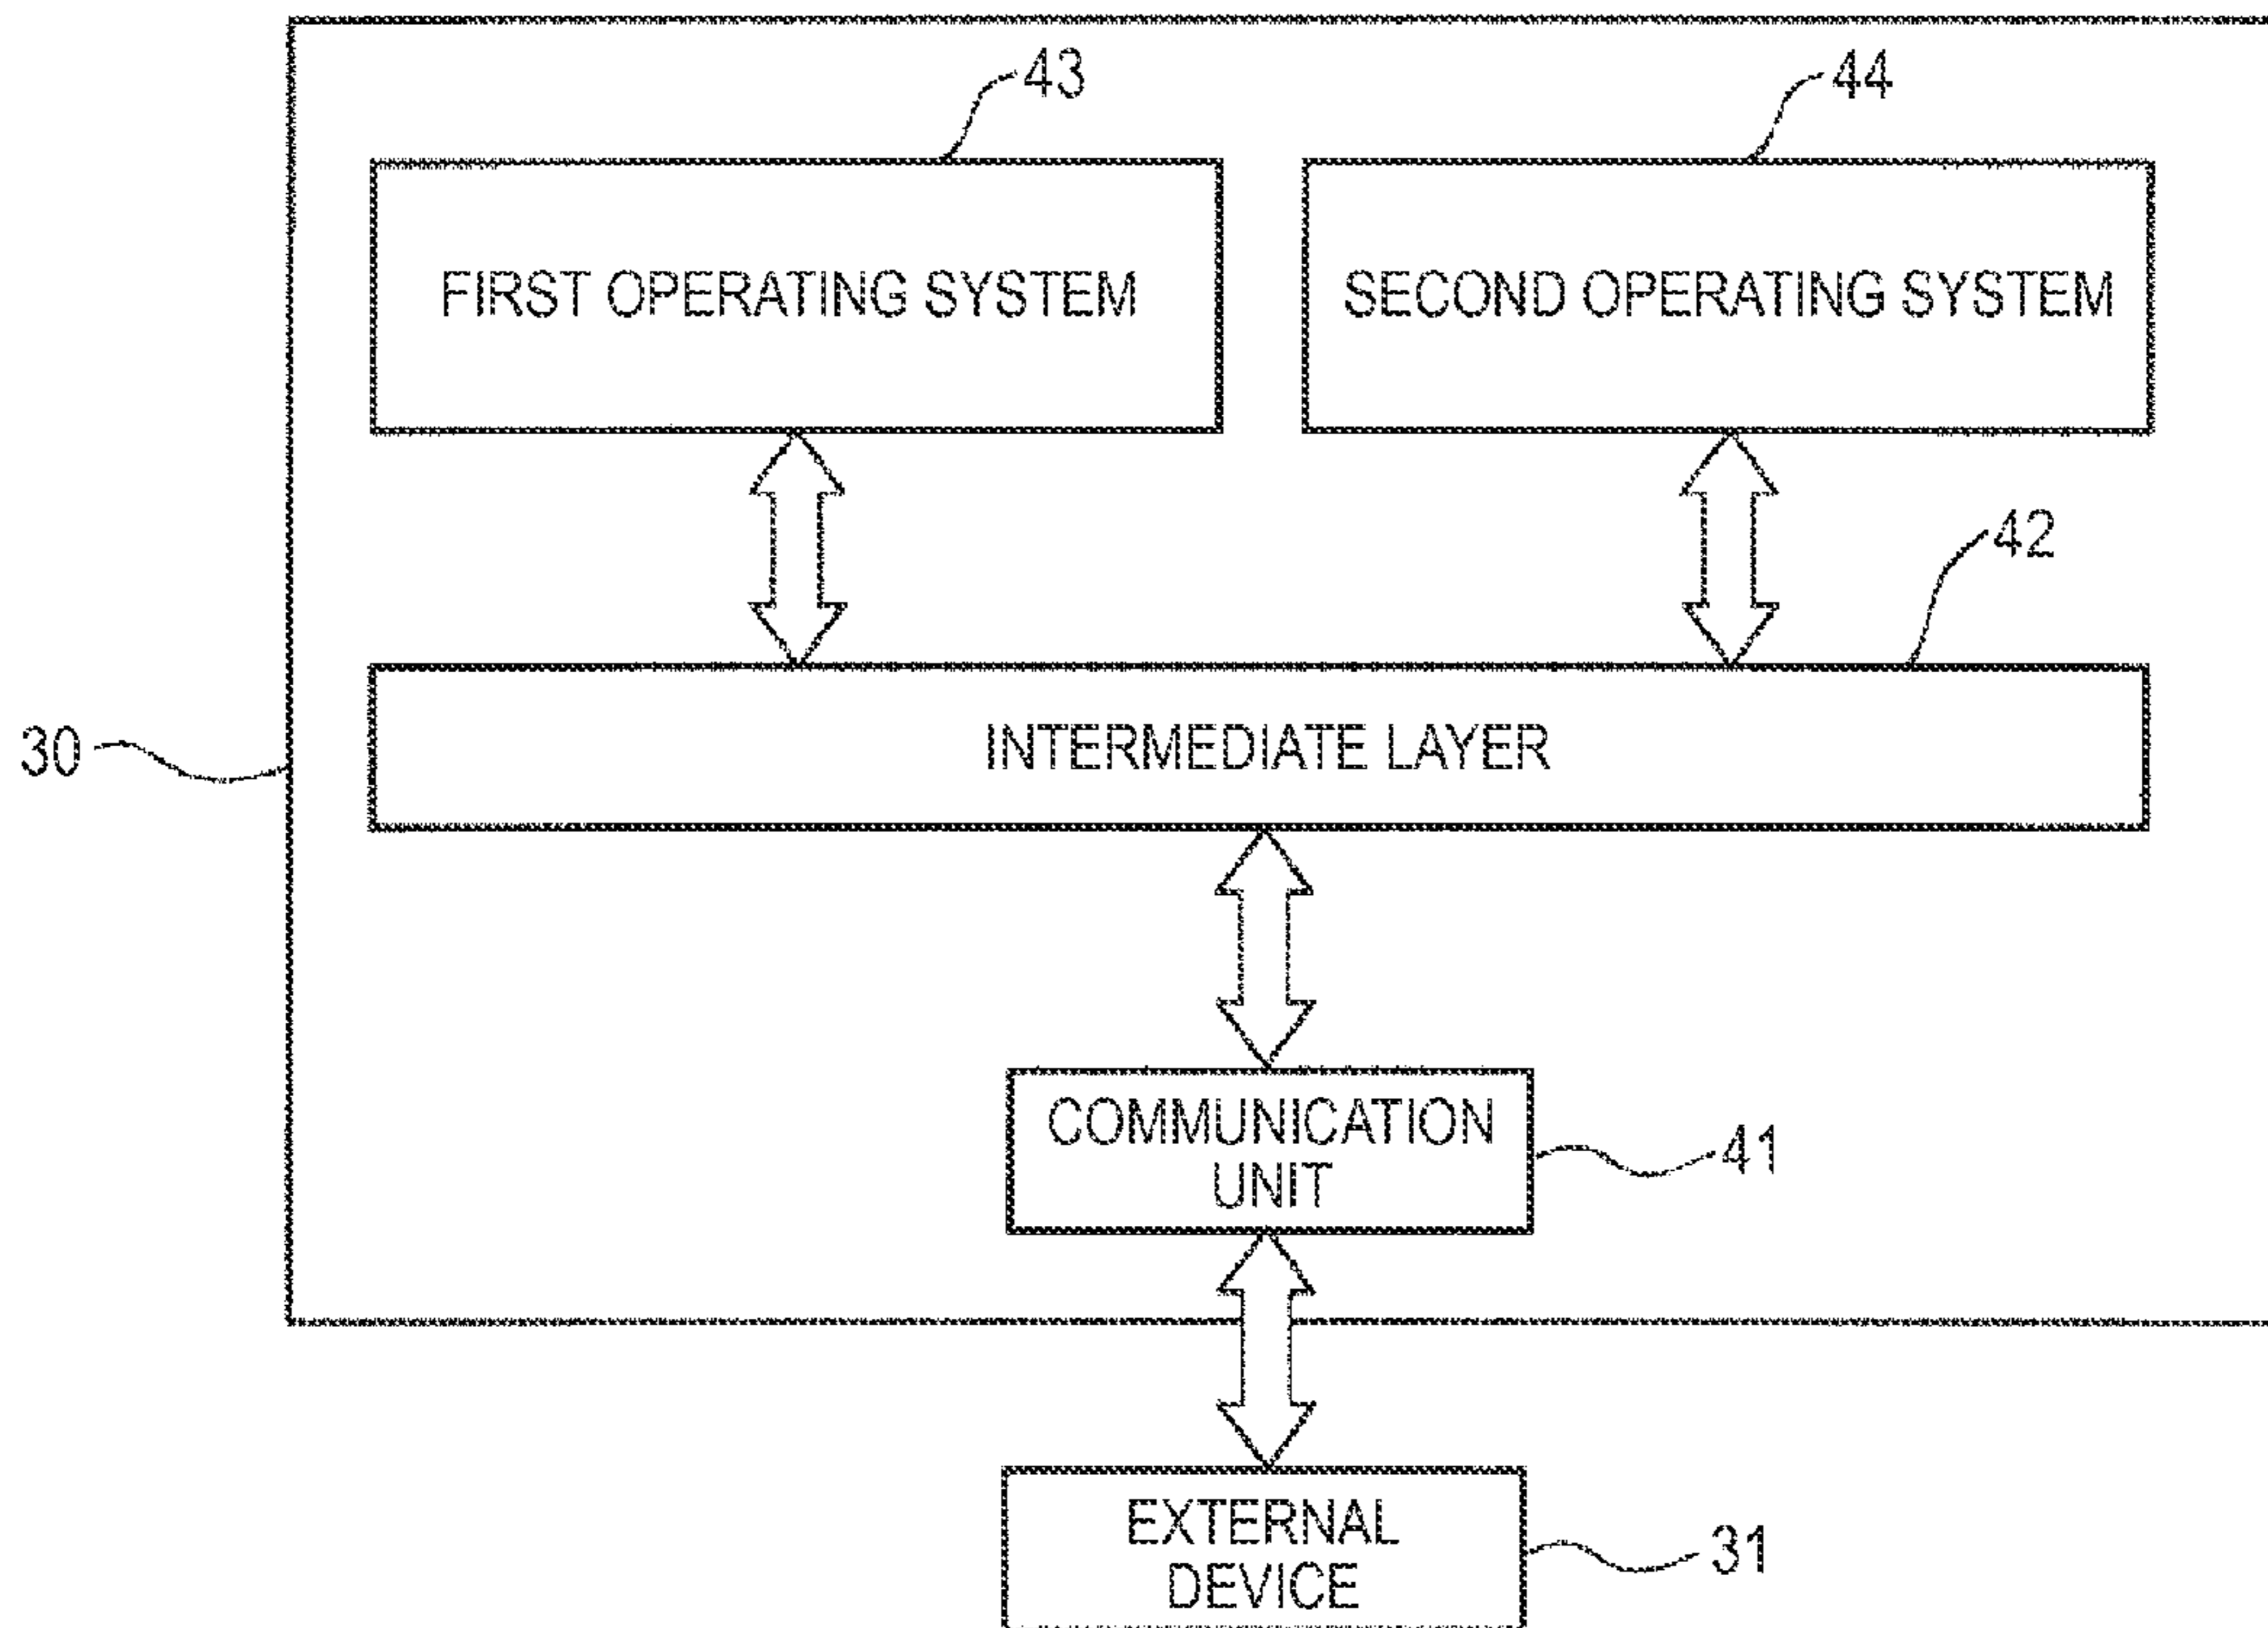 43
44
FIRST OPERATING SYSTEM
SECOND OPERATING SYSTEM
42
30
INTERMEDIATE LAYER
COMMUNICATION
UNIT
41
EXTERNAL
DEVICE
31